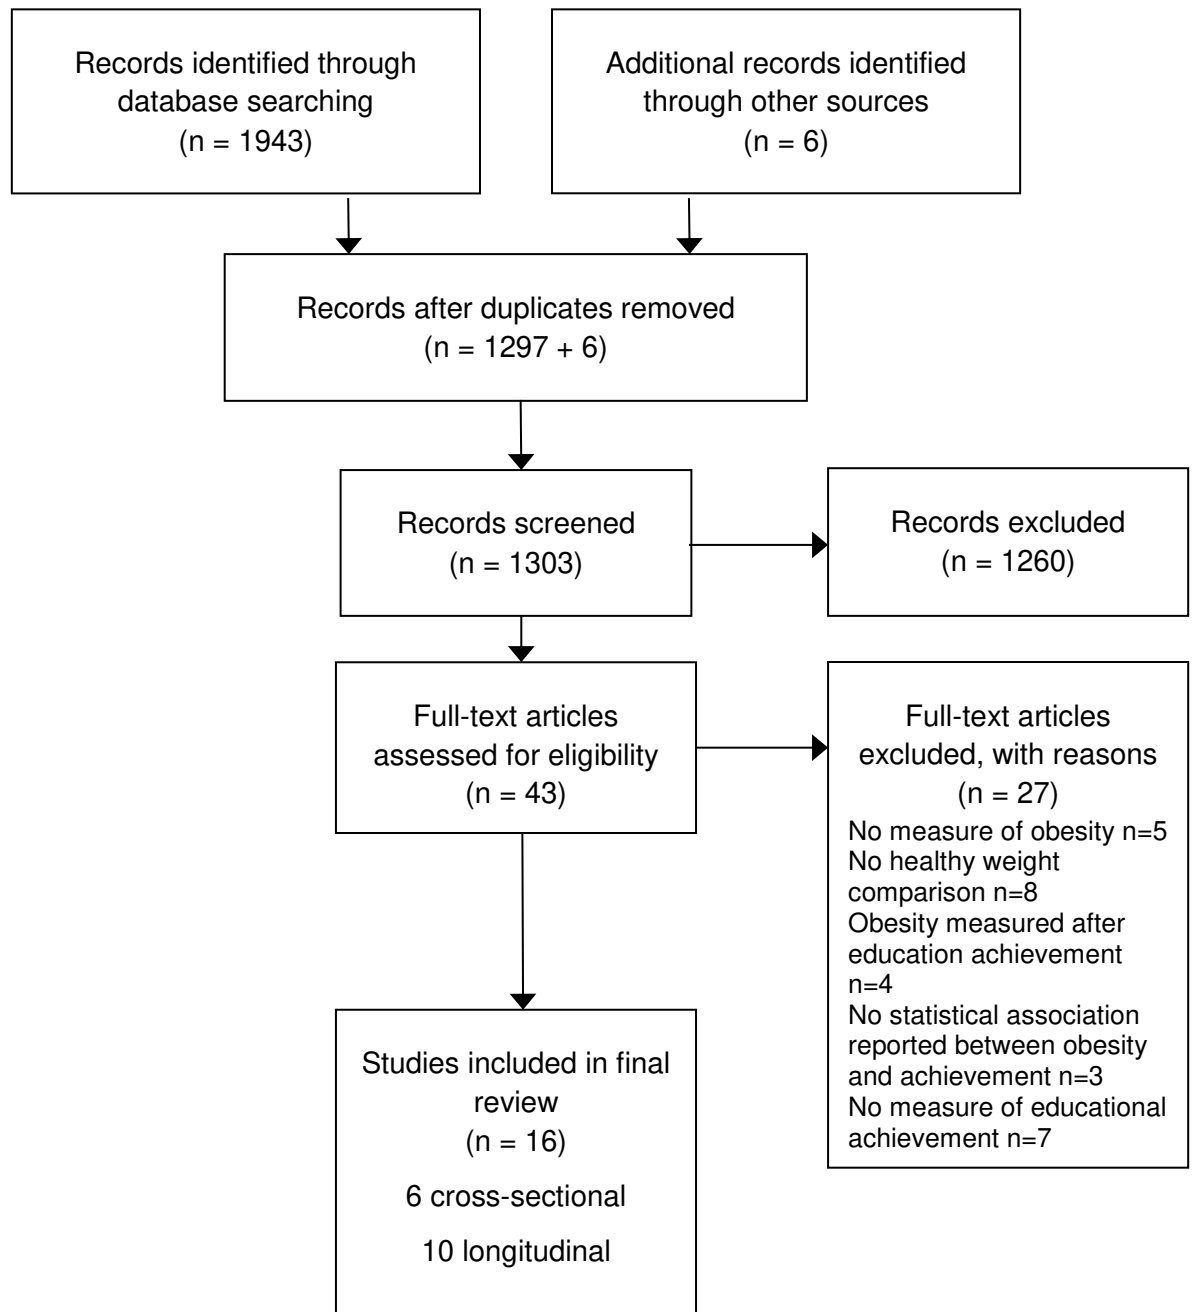 Records identified through
database searching
(n = 1943)
Additional records identified
through other sources
(n = 6)
Records after duplicates removed
(n = 1297 + 6)
Records screened
(n = 1303)
Records excluded
(n = 1260)
Full-text articles
assessed for eligibility
(n = 43)
Full-text articles
excluded, with reasons
(n = 27)
No measure of obesity n=5
No healthy weight
comparison n=8
Obesity measured after
education achievement
n=4
No statistical association
reported between obesity
and achievement n=3
No measure of educational
achievement n=7
Studies included in final
review
(n = 16)
6 cross-sectional
10 longitudinal